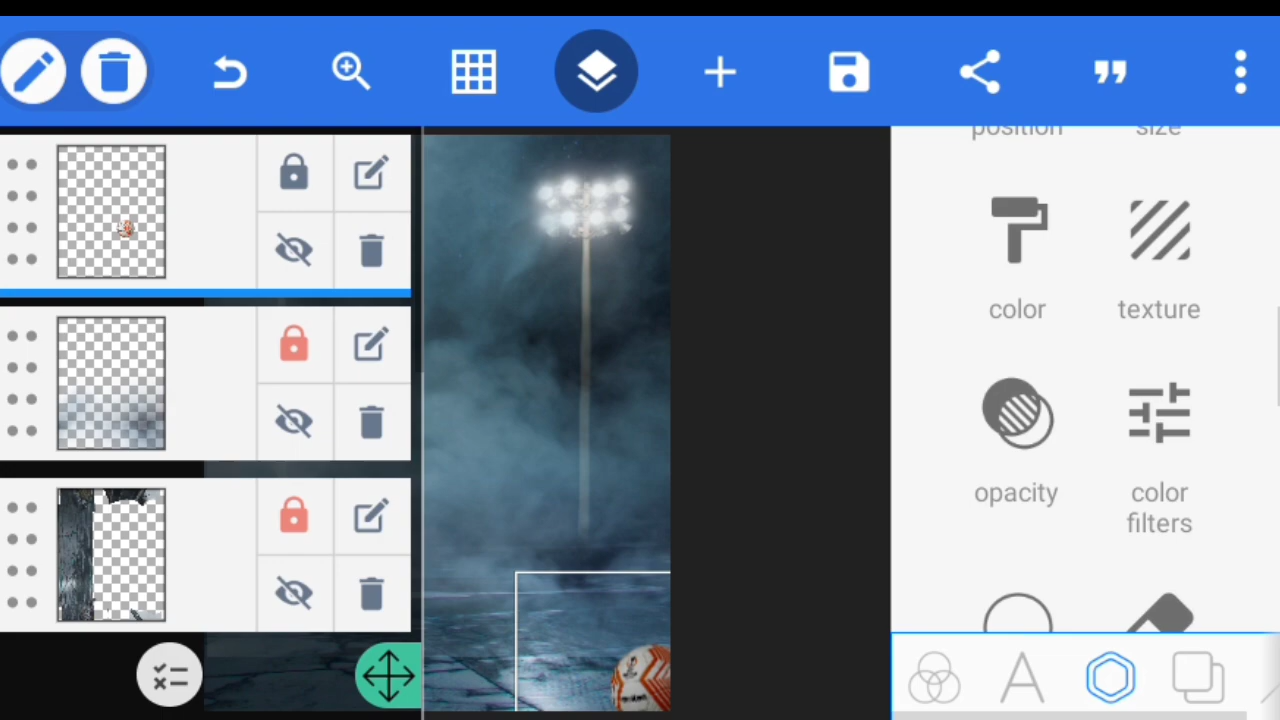 position
size
color
texture
opacity
color
filters